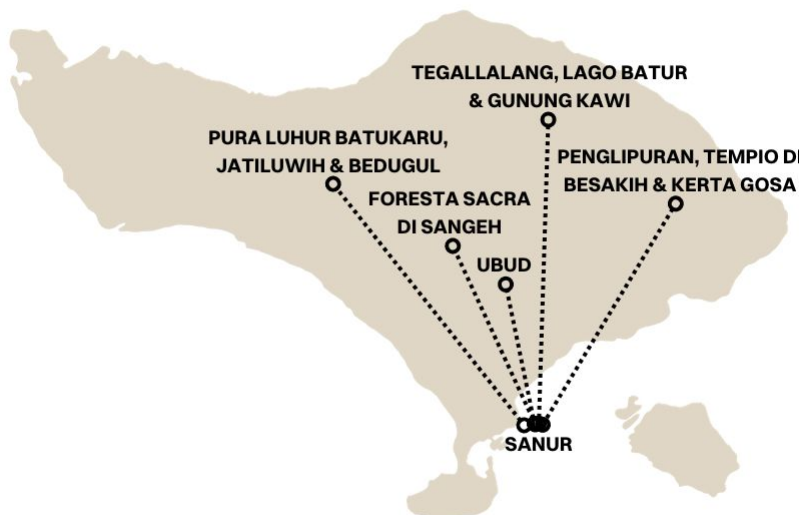 TEGALLALANG, LAGO BATUR
& GUNUNG KAWI
PURA LUHUR BATUKARU,
JATILUWIH & BEDUGUL
PENGLIPURAN, TEMPIO DI
BESAKIH & KERTA GOSA
FORESTA SACRA
DI SANGEH
UBUD
SANUR